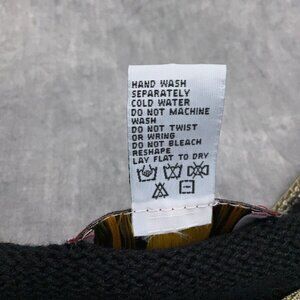 HAND WASH
SEPARATELY
COLD WATER
DO NOT MACHINE
WASH
DO NOT TWIST
OR WRING
DO NOT BLEACH
RESHAPE
LAY FLAT TO DRY